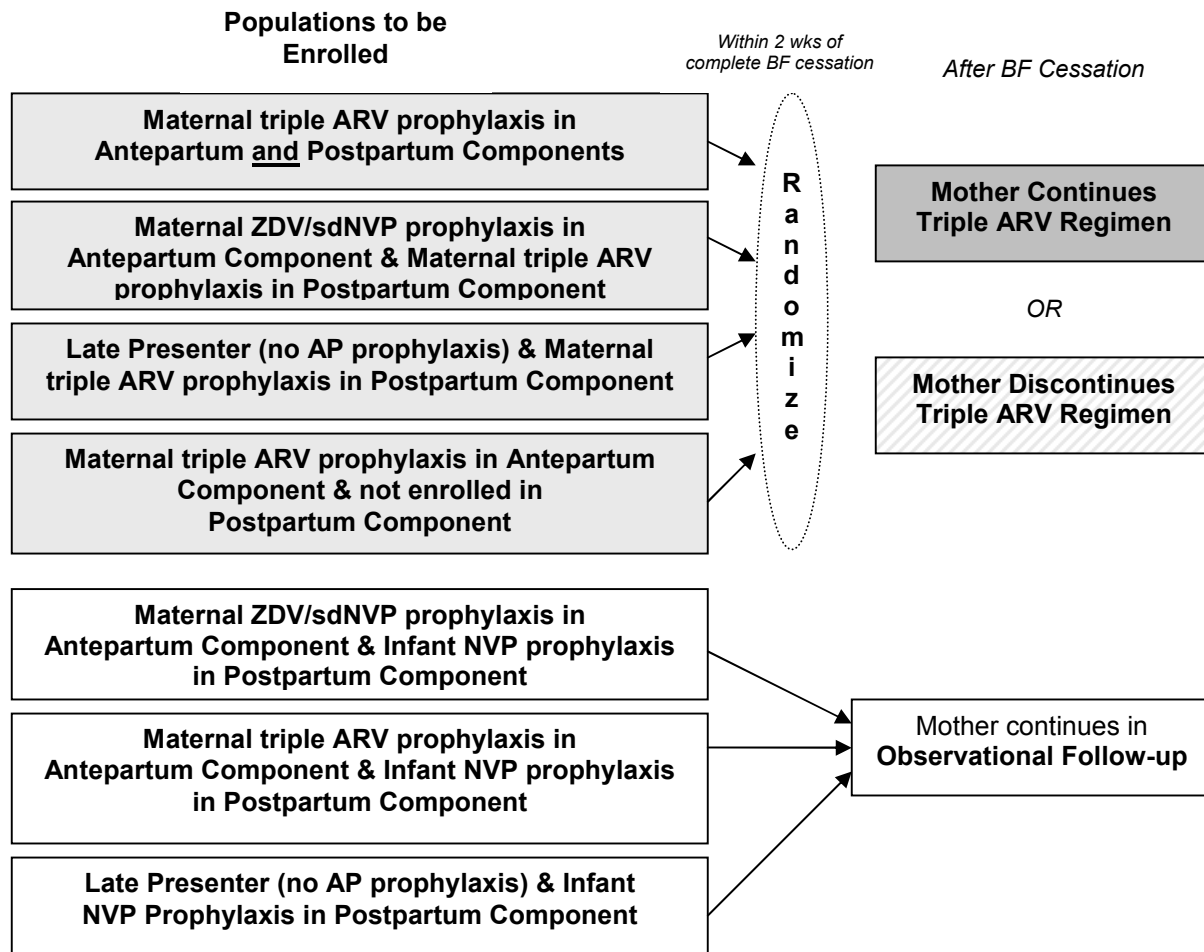 Populations to be
Enrolled
Within 2 wks of
complete BF cessation
After BF Cessation
Maternal triple ARV prophylaxis in
Antepartum and Postpartum Components
Maternal ZDV/sdNVP prophylaxis in
Antepartum Component & Maternal triple ARV
prophylaxis in Postpartum Component
Late Presenter (no AP prophylaxis) & Maternal
triple ARV prophylaxis in Postpartum Component
Maternal triple ARV prophylaxis in Antepartum
Component & not enrolled in
Postpartum Component
Randomize
Mother Continues
Triple ARV Regimen
OR
Mother Discontinues
Triple ARV Regimen
Maternal ZDV/sdNVP prophylaxis in
Antepartum Component & Infant NVP prophylaxis
in Postpartum Component
Maternal triple ARV prophylaxis in
Antepartum Component & Infant NVP prophylaxis
in Postpartum Component
Late Presenter (no AP prophylaxis) & Infant
NVP Prophylaxis in Postpartum Component
Mother continues in
Observational Follow-up